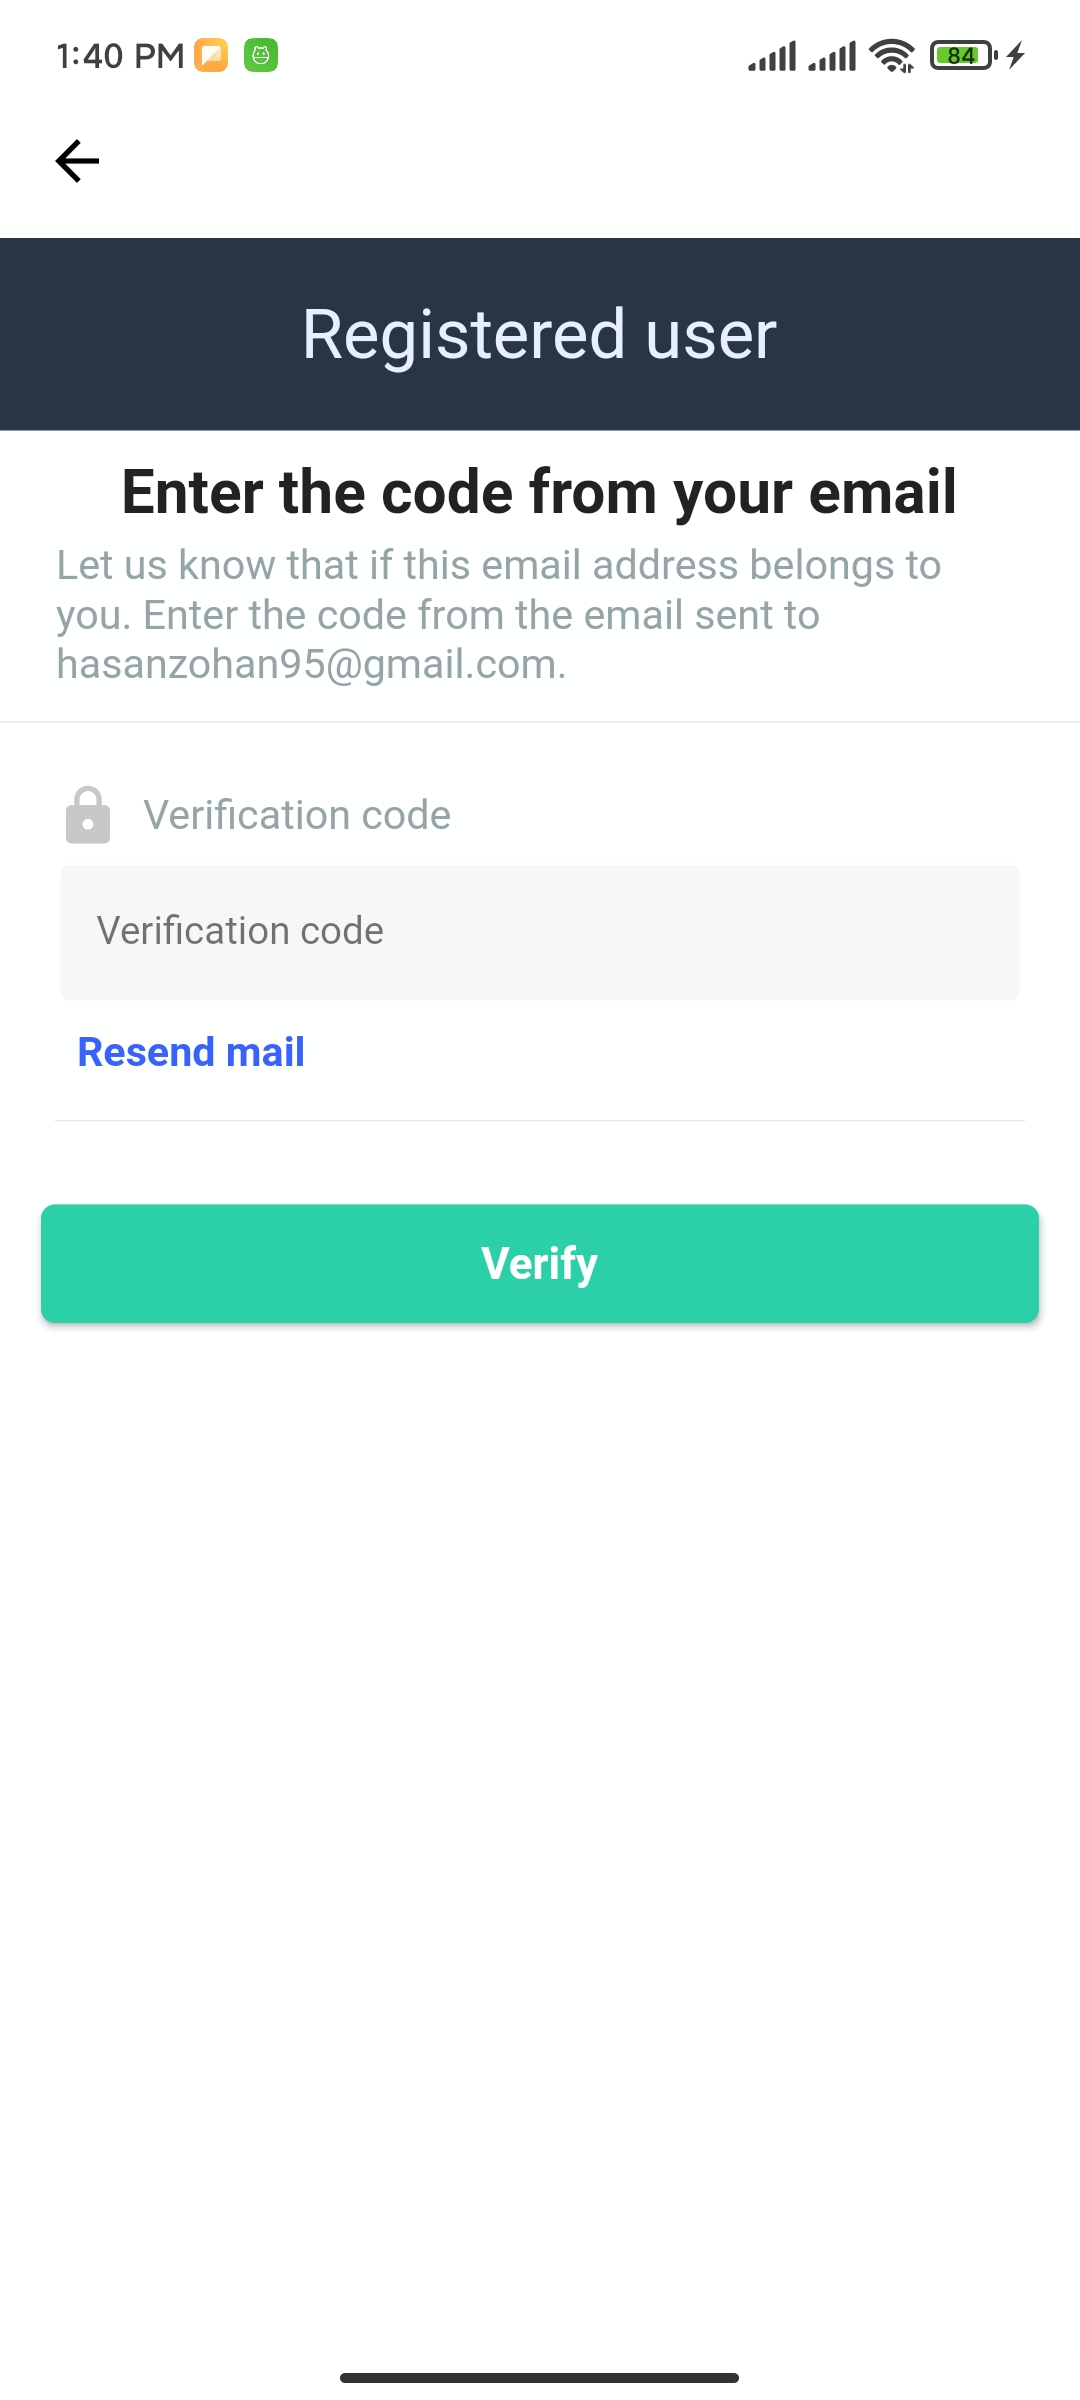 1:40 PM
84
Registered user
Enter the code from your email
Let us know that if this email address belongs to
you. Enter the code from the email sent to
hasanzohan95@gmail.com.
Verification code
Verification code
Resend mail
Verify